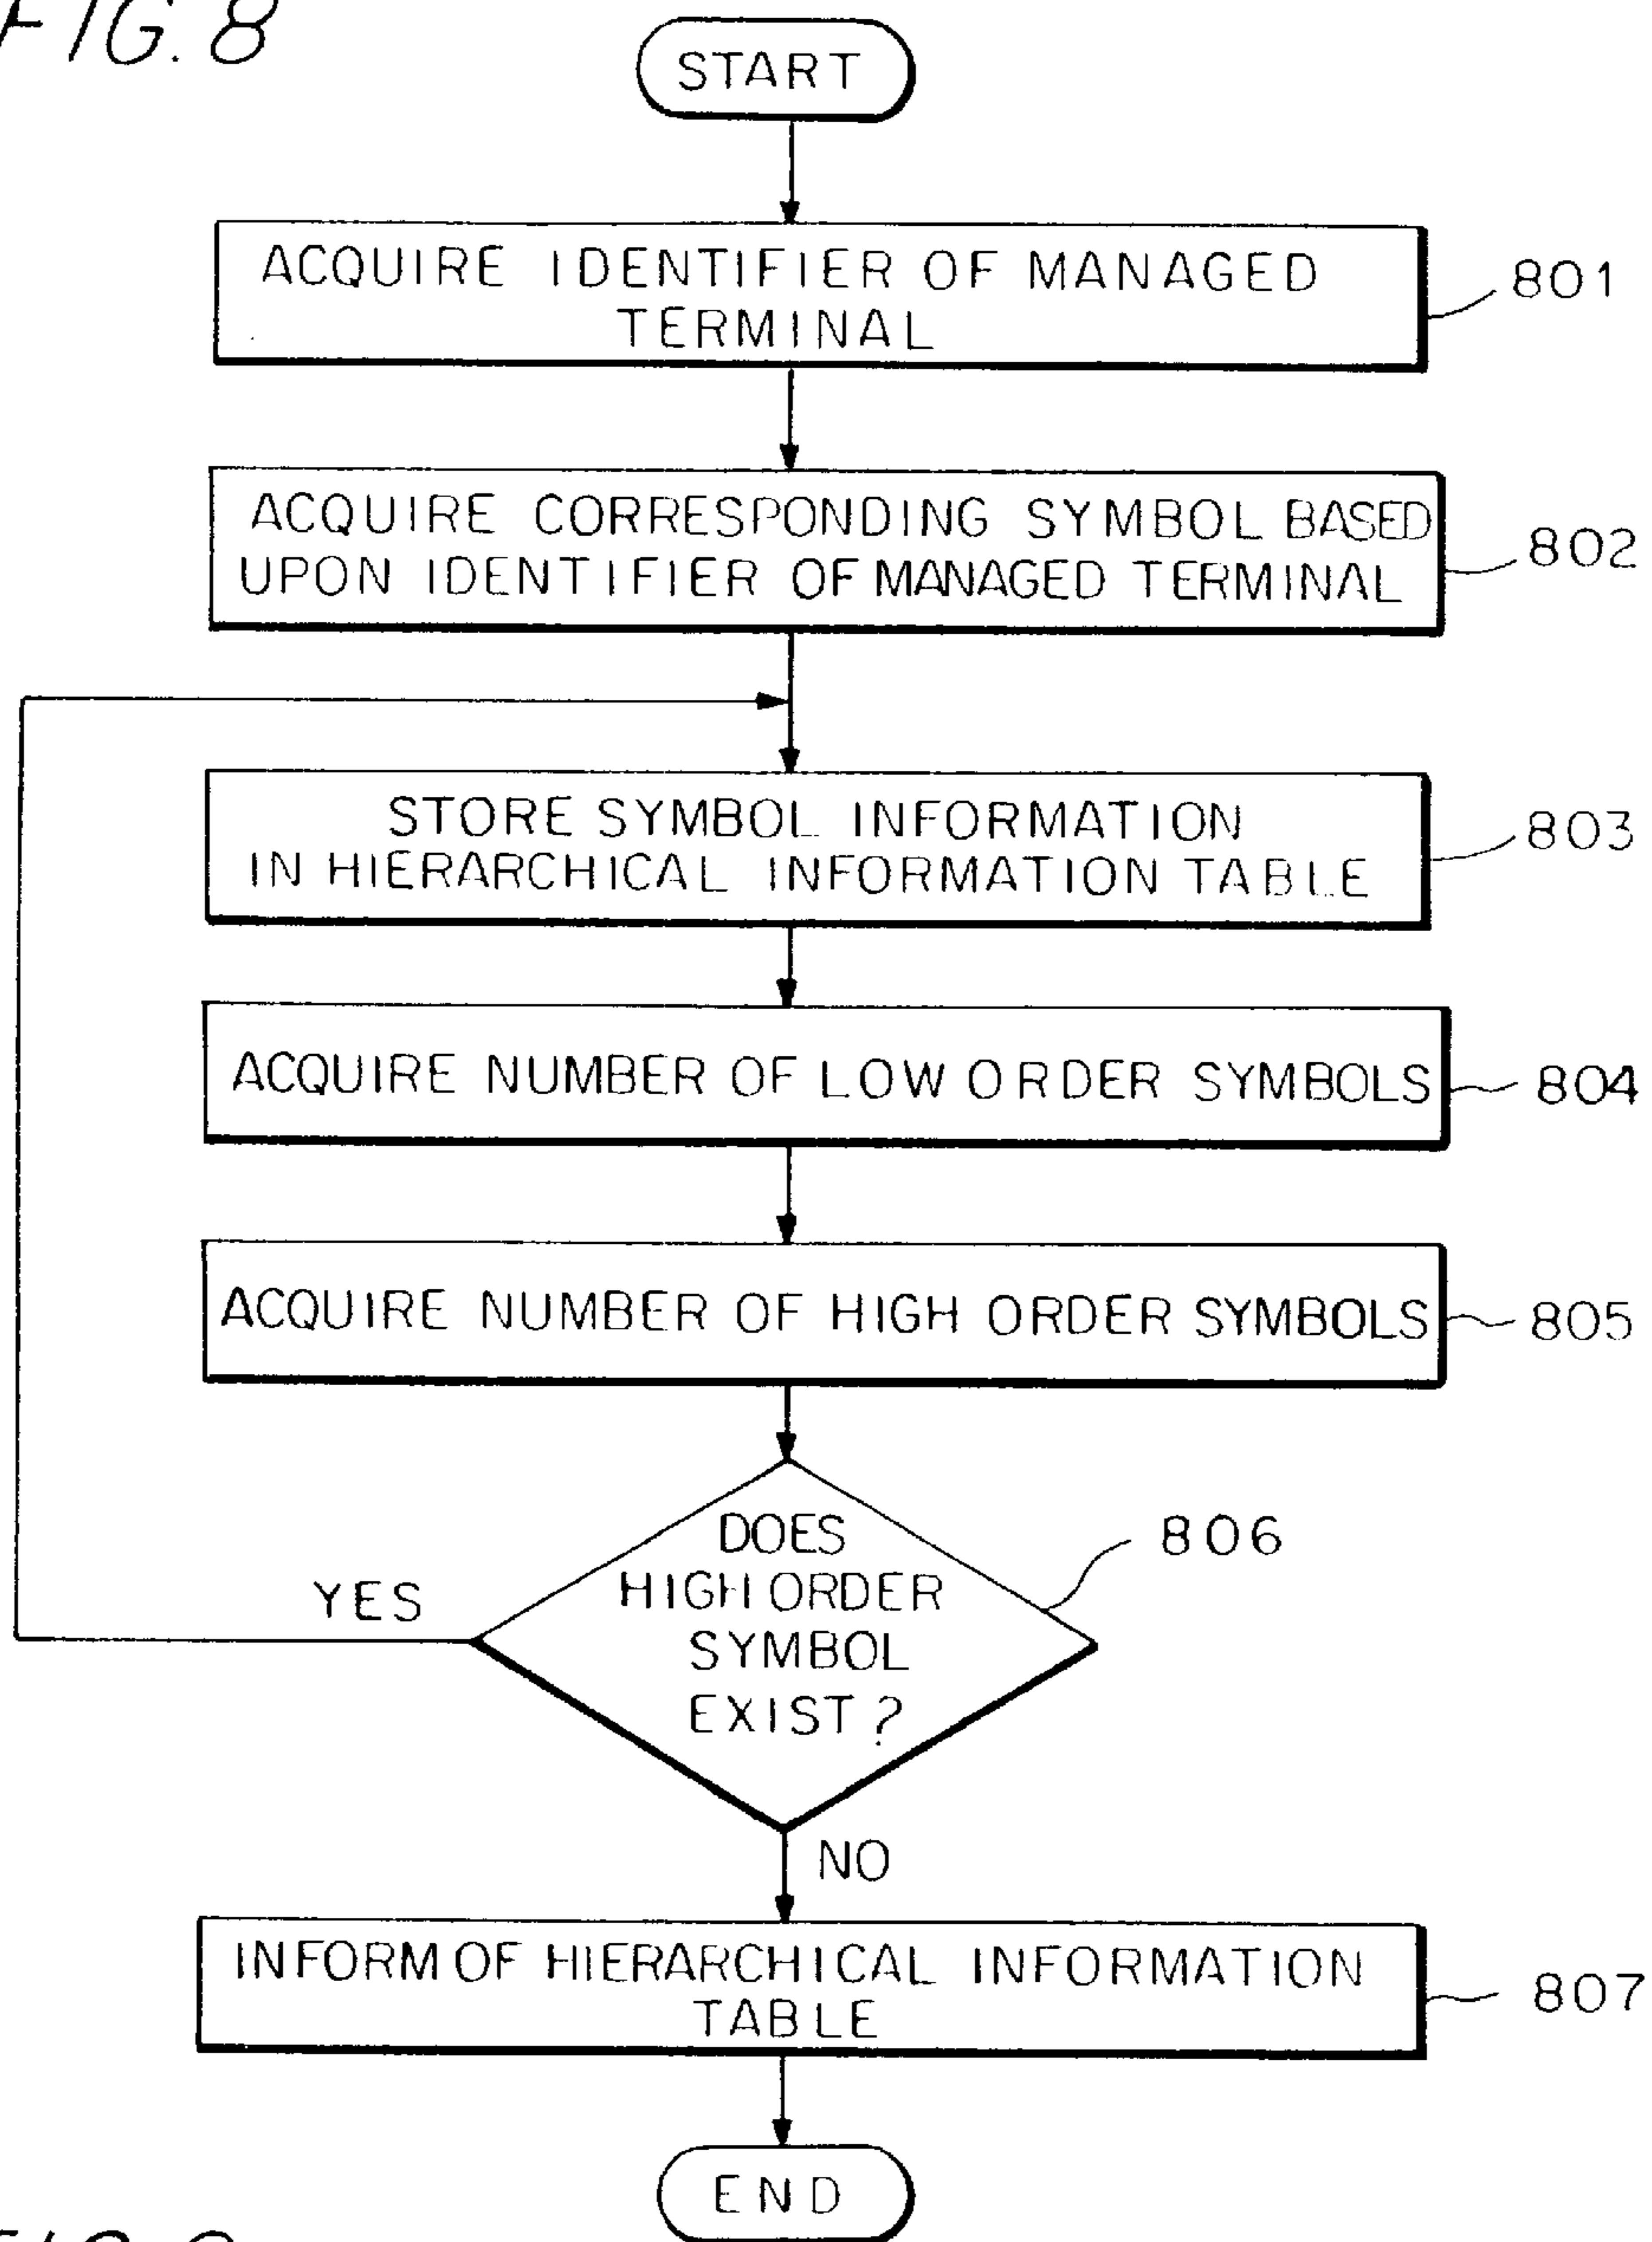 FIG. 8
START
ACQUIRE IDENTIFIER OF MANAGED
TERMINAL
801
ACQUIRE CORRESPONDING SYMBOL BASED
UPON IDENTIFIER OF MANAGED TERMINAL
802
STORE SYMBOL INFORMATION
IN HIERARCHICAL INFORMATION TABLE
803
ACQUIRE NUMBER OF LOW ORDER SYMBOLS
804
ACQUIRE NUMBER OF HIGH ORDER SYMBOLS
805
DOES
HIGH ORDER
SYMBOL
EXIST?
806
YES
NO
INFORM OF HIERARCHICAL INFORMATION
TABLE
807
END